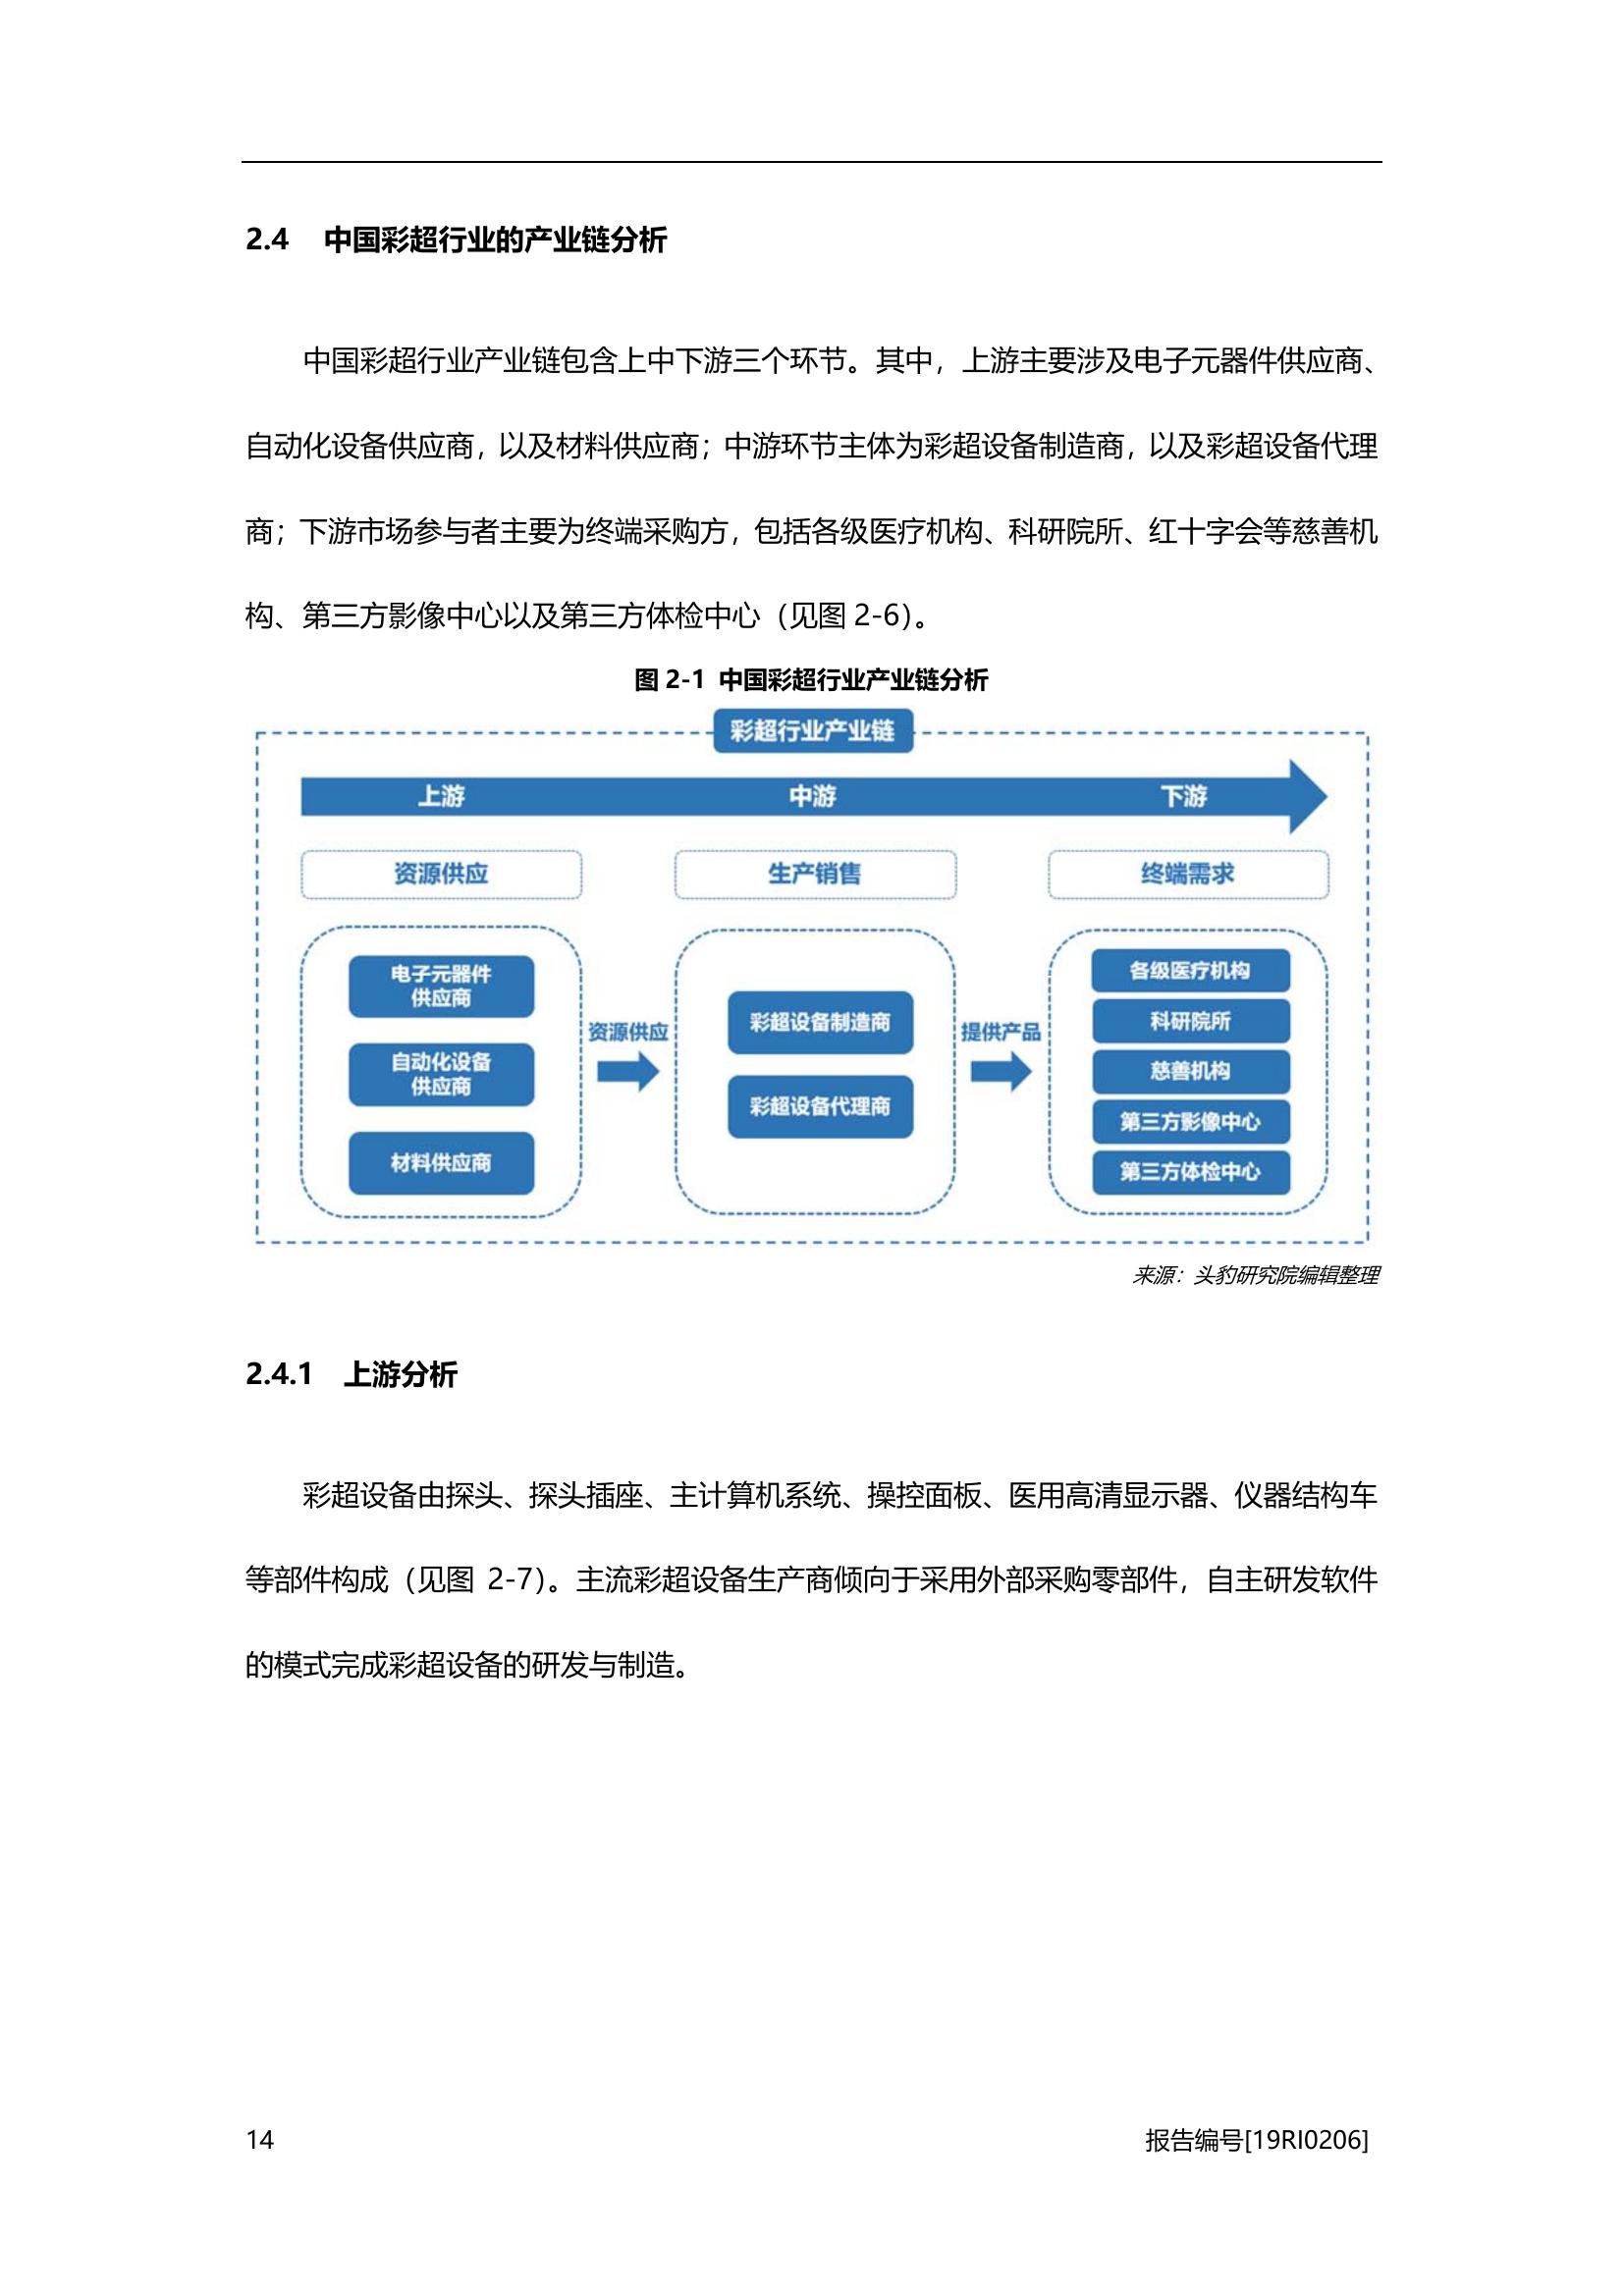 2.4 中国彩超行业的产业链分析
中国彩超行业产业链包含上中下游三个环节。其中，上游主要涉及电子元器件供应商、
自动化设备供应商，以及材料供应商；中游环节主体为彩超设备制造商，以及彩超设备代理
商；下游市场参与者主要为终端采购方，包括各级医疗机构、科研院所、红十字会等慈善机
构、第三方影像中心以及第三方体检中心（见图 2-6）。
图 2-1 中国彩超行业产业链分析
彩超行业产业链
上游
中游
下游
资源供应
生产销售
终端需求
电子元器件
供应商
自动化设备
供应商
材料供应商
资源供应
彩超设备制造商
彩超设备代理商
提供产品
各级医疗机构
科研院所
慈善机构
第三方影像中心
第三方体检中心
来源：头豹研究院编辑整理
2.4.1 上游分析
彩超设备由探头、探头插座、主计算机系统、操控面板、医用高清显示器、仪器结构车
等部件构成（见图 2-7）。主流彩超设备生产商倾向于采用外部采购零部件，自主研发软件
的模式完成彩超设备的研发与制造。
14
报告编号[19RI0206]